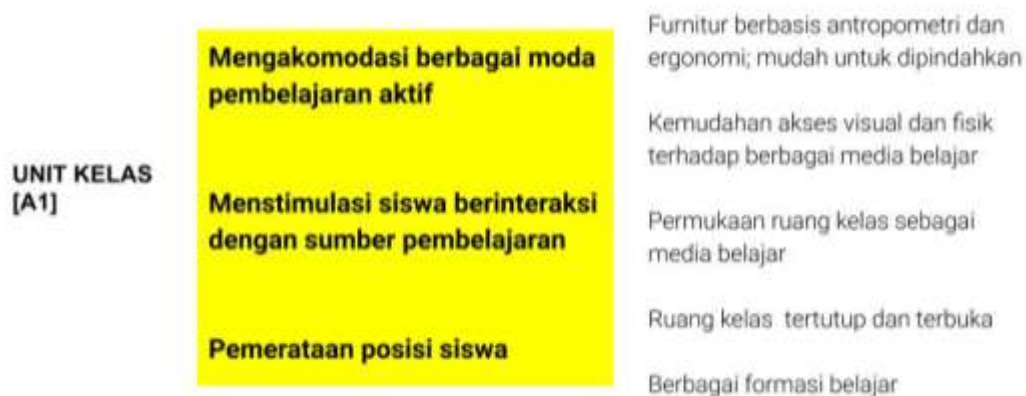 UNIT KELAS
[A1]
Mengakomodasi berbagai moda
pembelajaran aktif
Menstimulasi siswa berinteraksi
dengan sumber pembelajaran
Pemerataan posisi siswa
Furnitur berbasis antropometri dan
ergonomi; mudah untuk dipindahkan
Kemudahan akses visual dan fisik
terhadap berbagai media belajar
Permukaan ruang kelas sebagai
media belajar
Ruang kelas tertutup dan terbuka
Berbagai formasi belajar